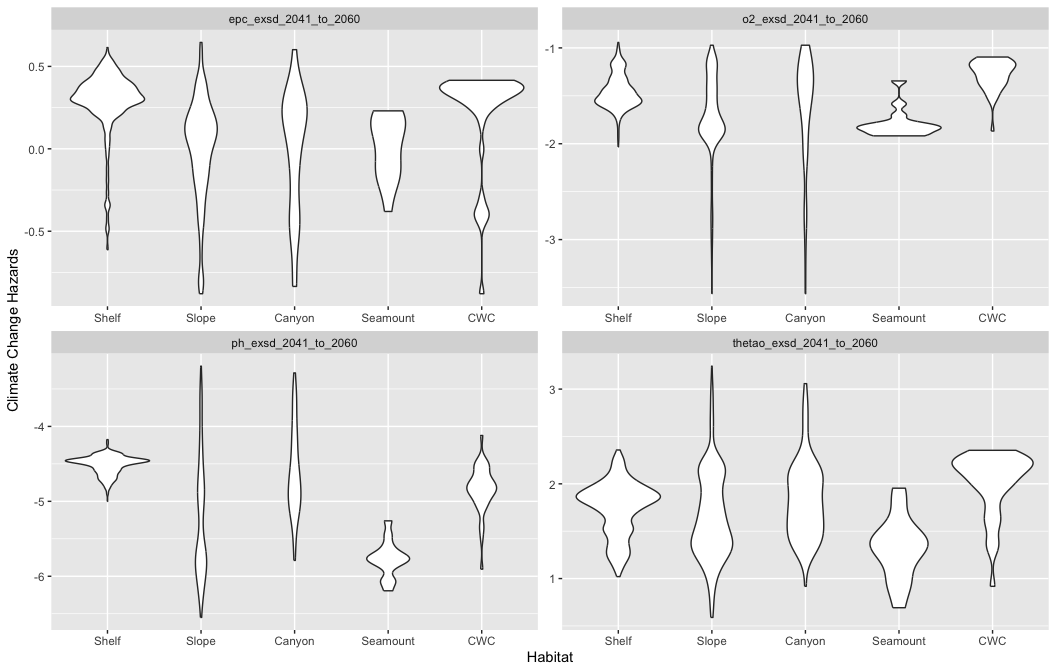 epc_exsd_2041_to_2060
o2_exsd_2041_to_2060
0.5
0.0
-0.5
-1
-2
-3
Shelf Slope Canyon Seamount CWC
Shelf Slope Canyon Seamount CWC
Climate Change Hazards
ph_exsd_2041_to_2060
thetao_exsd_2041_to_2060
-4
-5
-6
3
2
1
Shelf Slope Canyon Seamount CWC
Shelf Slope Canyon Seamount CWC
Habitat